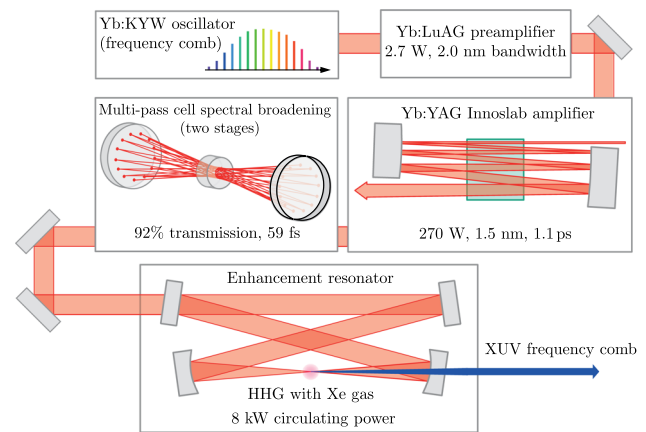 Yb:KYW oscillator
(frequency comb)
Yb:LuAG preamplifier
2.7 W, 2.0 nm bandwidth
Multi-pass cell spectral broadening
(two stages)
92% transmission, 59 fs
Yb:YAG Innoslab amplifier
270 W, 1.5 nm, 1.1 ps
Enhancement resonator
HHG with Xe gas
8 kW circulating power
XUV frequency comb